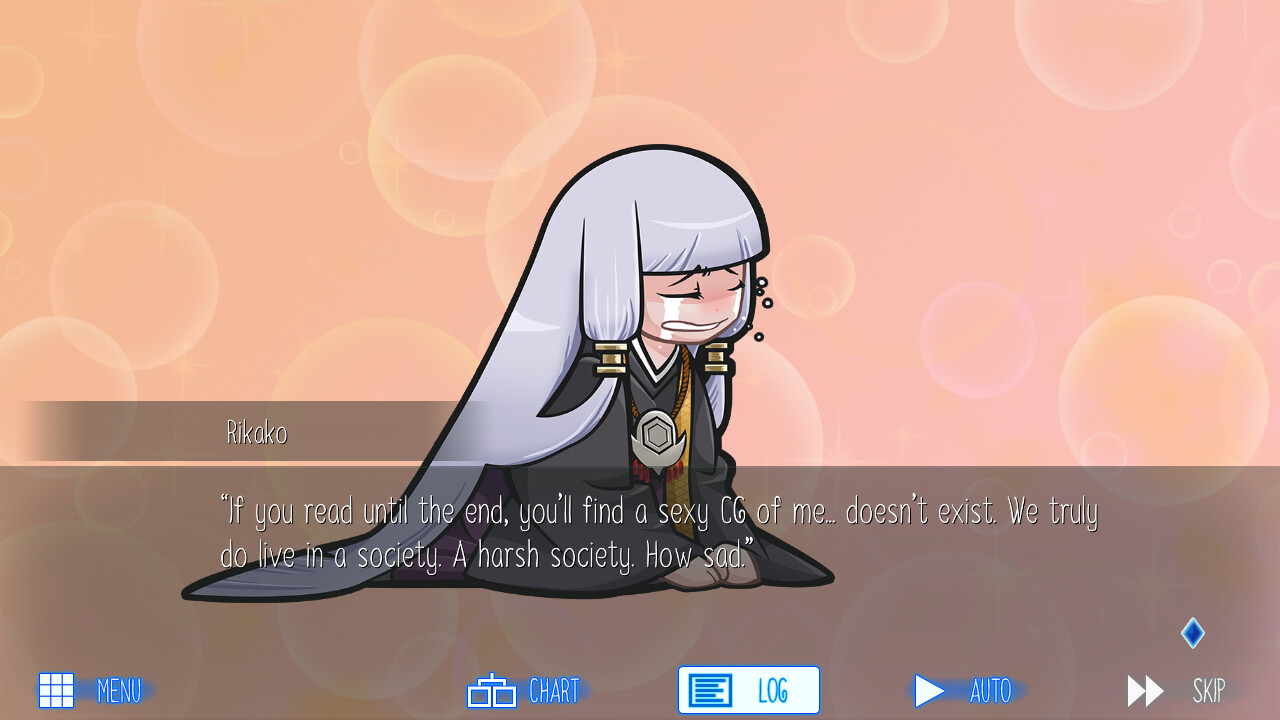 Rikako
“If you read until the end, you’ll find a sexy CG of me... doesn’t exist. We truly
do live in a society. A harsh society. How sad.”
MENU
CHART
LOG
AUTO
SKIP